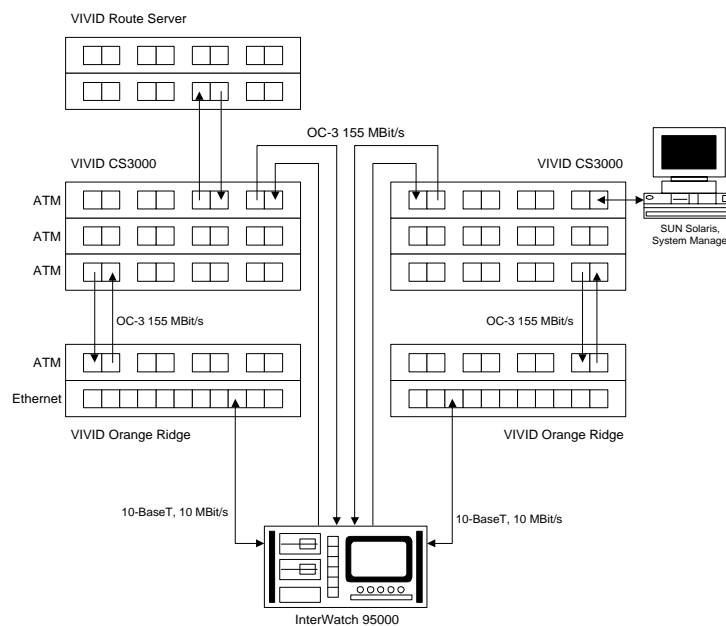 VIVID Route Server
OC-3 155 MBit/s
VIVID CS3000
VIVID CS3000
ATM
ATM
ATM
SUN Solaris,
System Manage
OC-3 155 MBit/s
OC-3 155 MBit/s
ATM
Ethernet
VIVID Orange Ridge
VIVID Orange Ridge
10-BaseT, 10 MBit/s
10-BaseT, 10 MBit/s
InterWatch 95000